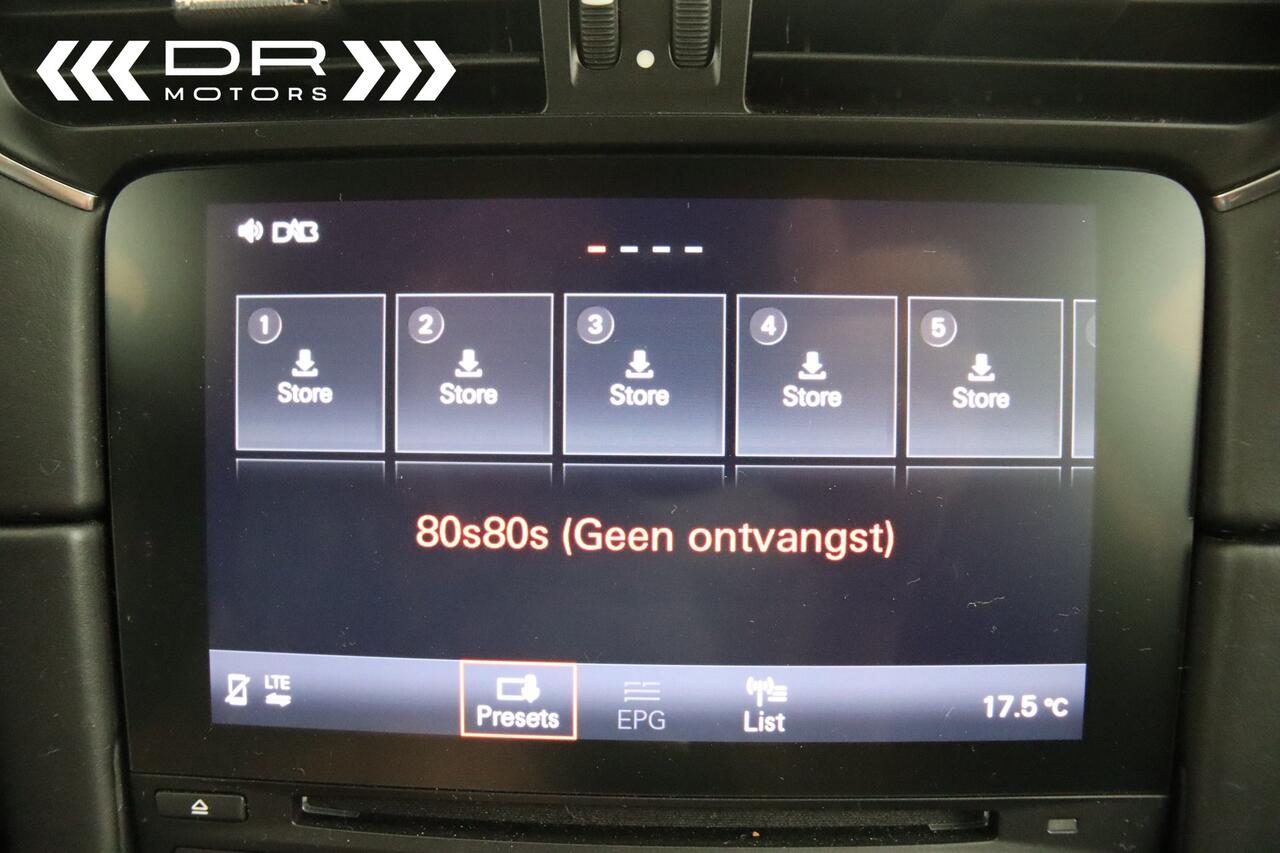 DR
MOTORS
DAB
1 2 3 4 5
Store Store Store Store Store
80s80s (Geen ontvangst)
LTE
Presets EPG List 17.5 °C